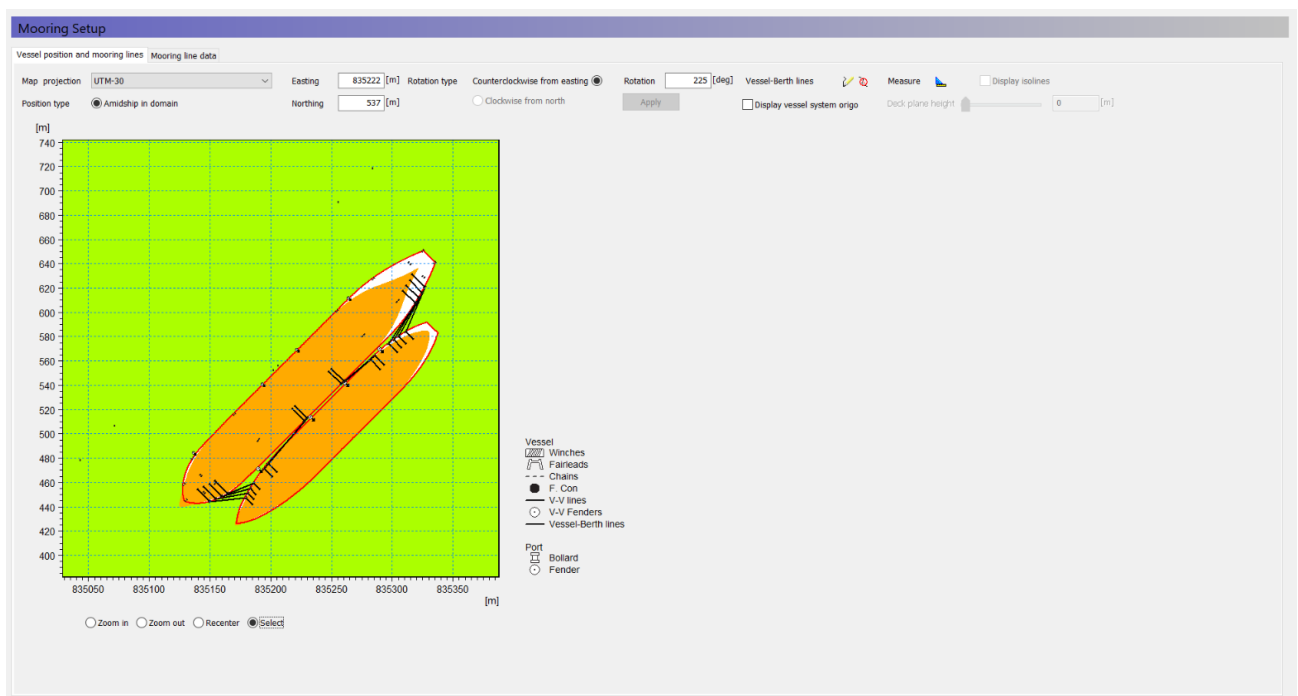 Mooring Setup
Vessel position and mooring lines Mooring line data
Map projection UTM-30 Easting 835222 [m] Rotation type Counterclockwise from easting Rotation 225 [deg] Vessel-Berth lines Measure Display isolines
Position type Amidship in domain Northing 537 [m] Clockwise from north Apply Display vessel system origo Deck plane height 0 [m]
[m]
740
720
700
680
660
640
620
600
580
560
540
520
500
480
460
440
420
400
835050 835100 835150 835200 835250 835300 835350
[m]
Vessel
Winches
Fairleads
Chains
F. Con
V-V lines
V-V Fenders
Vessel-Berth lines
Port
Bollard
Fender
Zoom in Zoom out Recenter Select